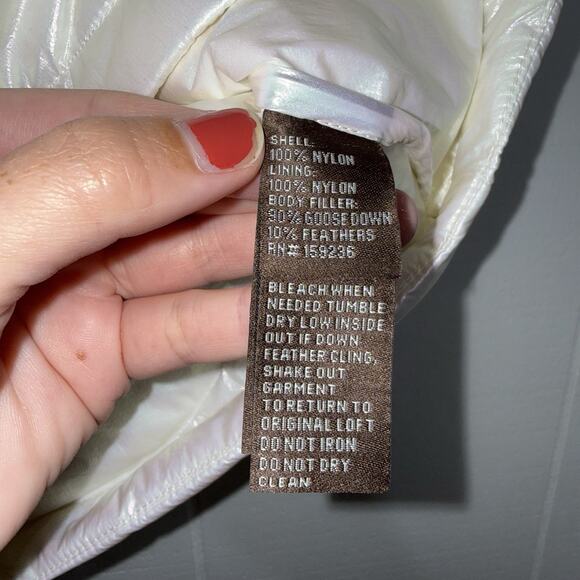 SHELL:
100% NYLON
LINING:
100% NYLON
BODY FILLER:
90% GOOSEDOWN
10% FEATHERS
RN# 159236
BLEACH WHEN
NEEDED TUMBLE
DRY LOW INSIDE
OUT IF DOWN
FEATHER CLING,
SHAKE OUT
GARMENT
TO RETURN TO
ORIGINAL LOFT
DO NOT IRON
DO NOT DRY
CLEAN